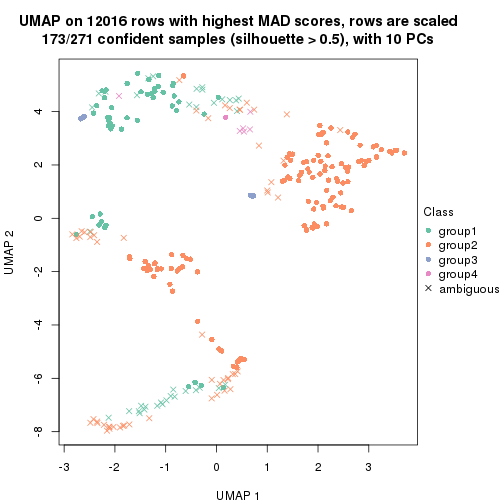 UMAP on 12016 rows with highest MAD scores, rows are scaled
173/271 confident samples (silhouette > 0.5), with 10 PCs
4
2
0
-2
-4
-6
-8
UMAP 2
-3
-2
-1
0
1
2
3
UMAP 1
Class
group1
group2
group3
group4
ambiguous